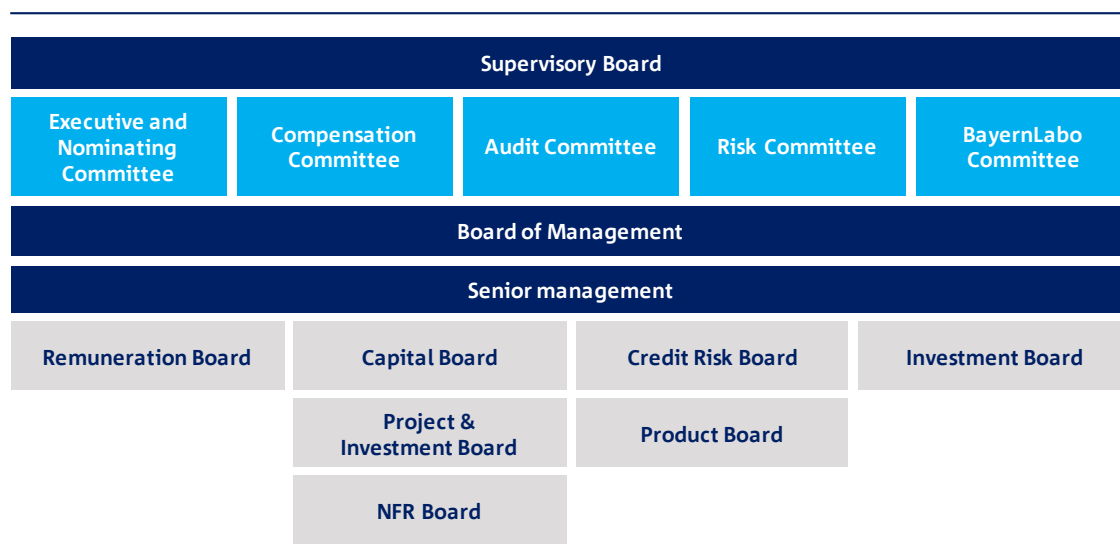 Supervisory Board
Executive and
Nominating
Committee
Compensation
Committee
Audit Committee
Risk Committee
BayernLabo
Committee
Board of Management
Senior management
Remuneration Board
Capital Board
Credit Risk Board
Investment Board
Project &
Investment Board
Product Board
NFR Board